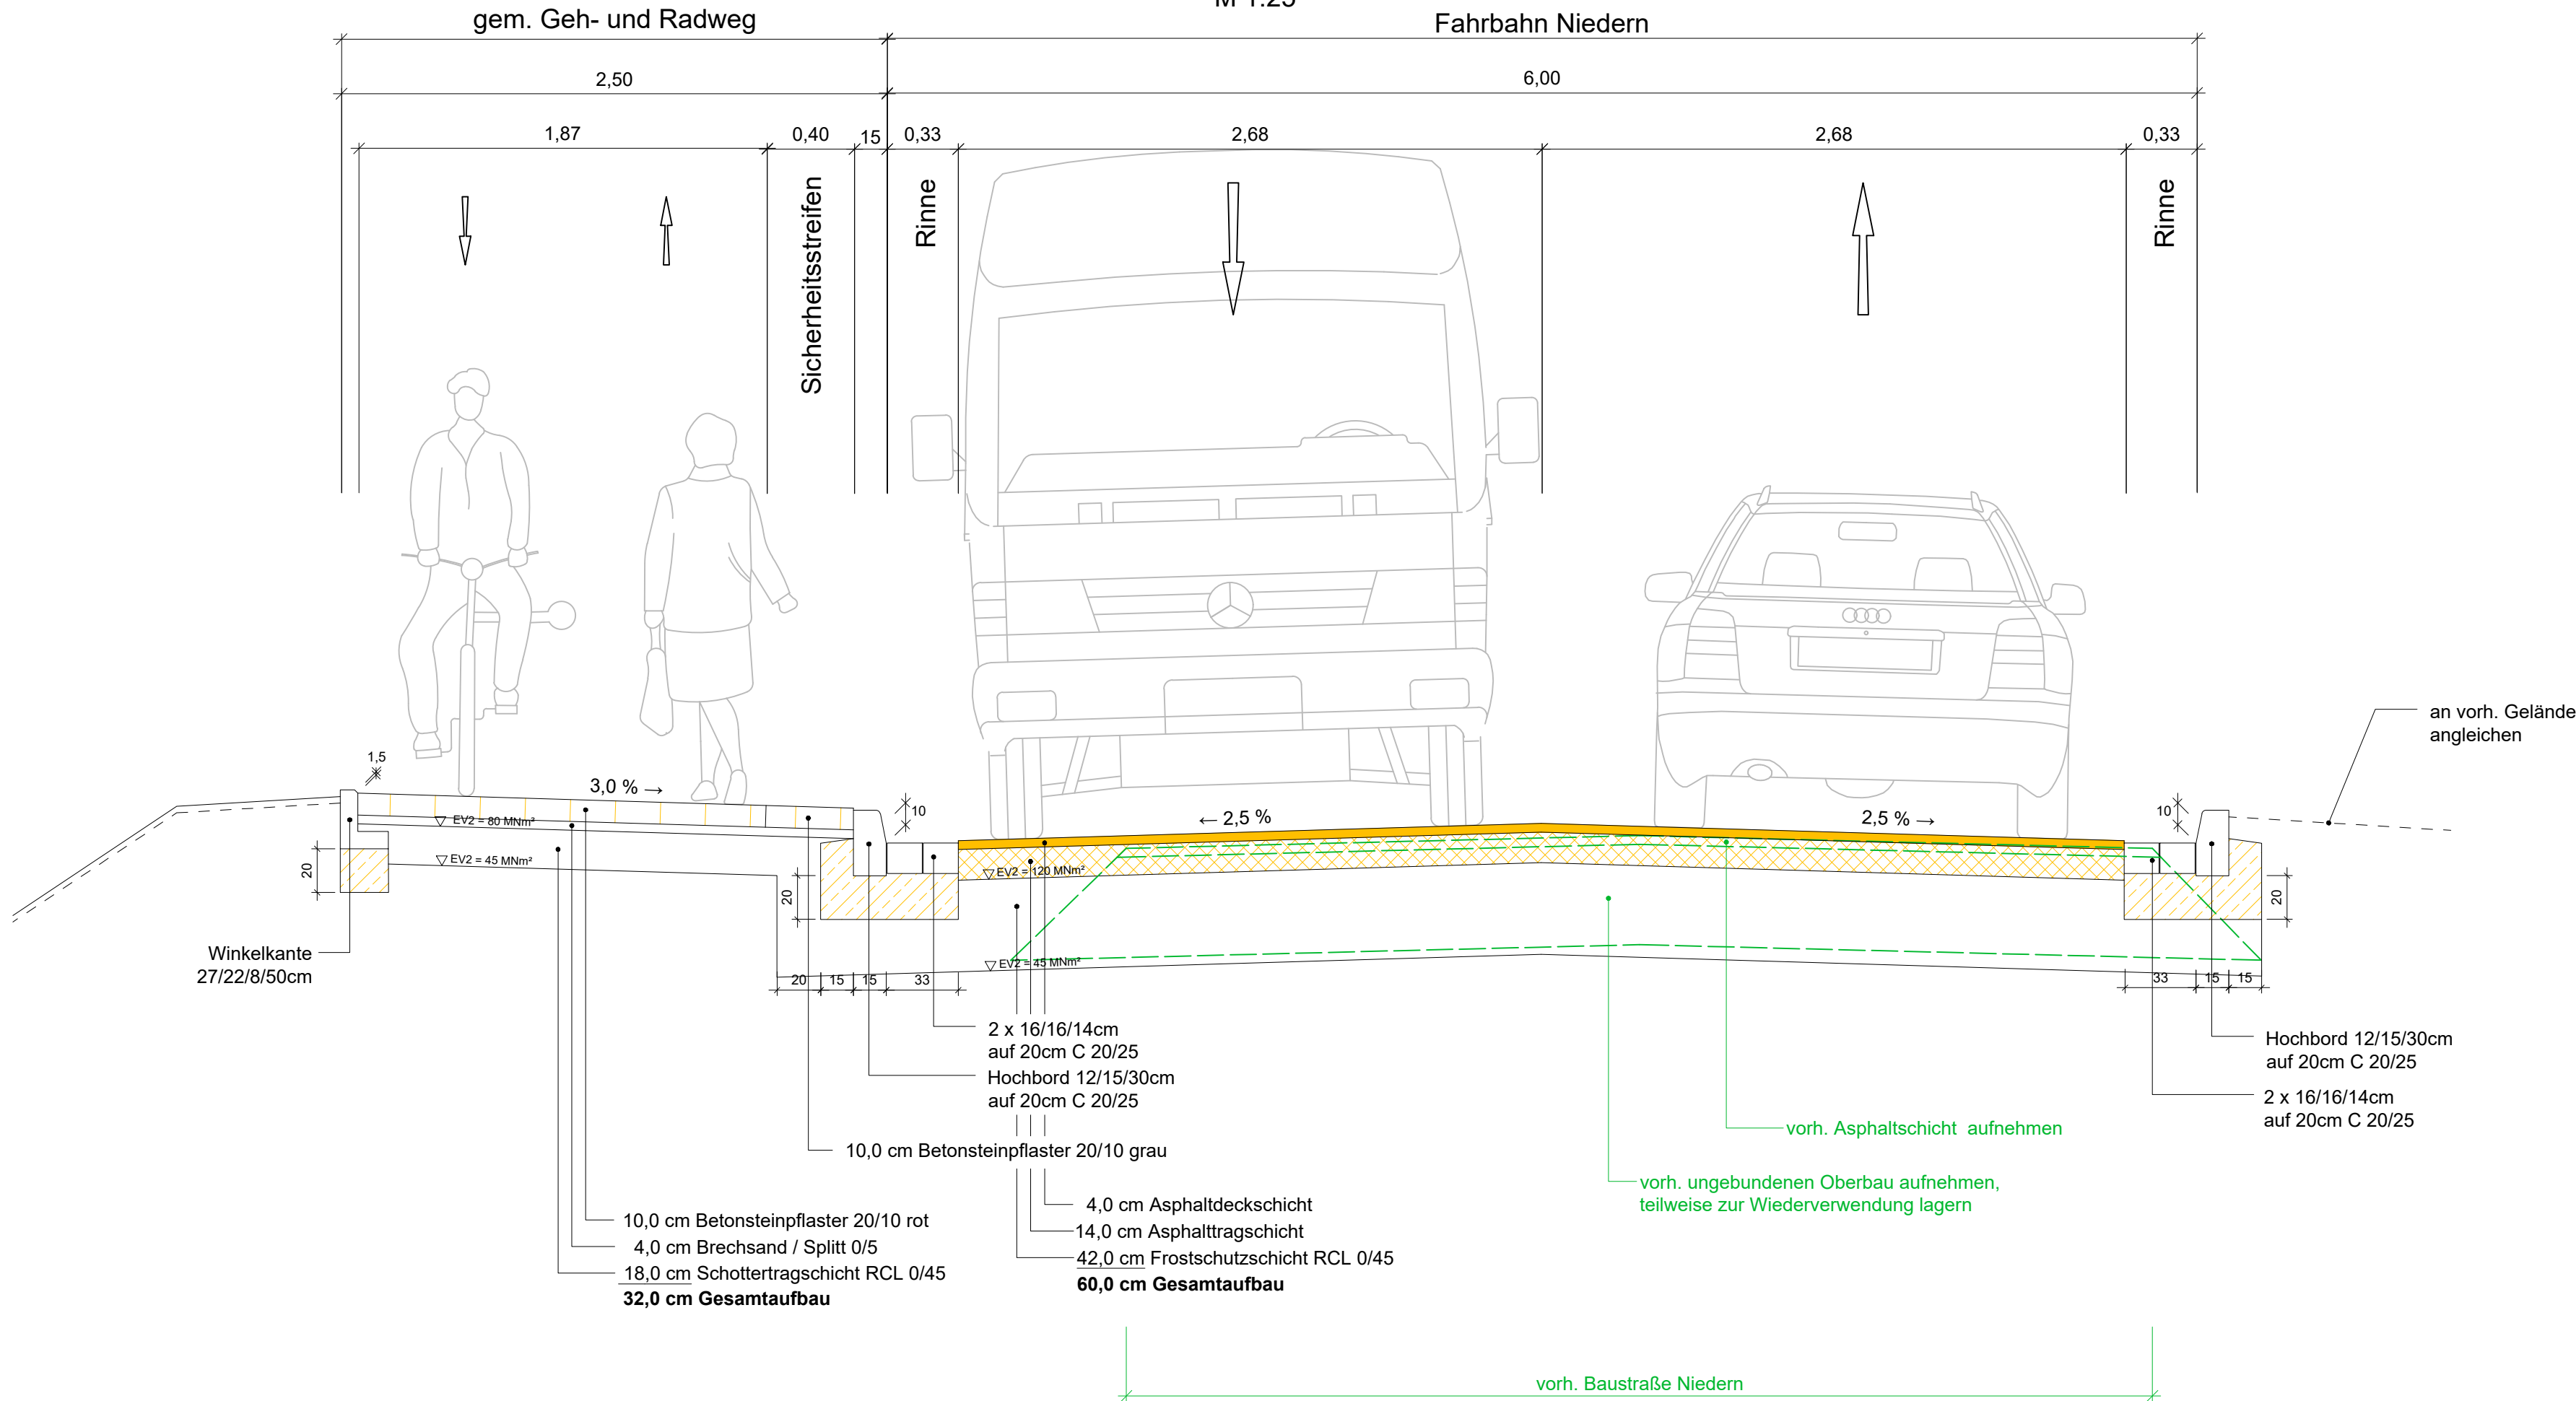 M 1:25
gem. Geh- und Radweg
Fahrbahn Niedern
2,50
6,00
1,87
0,40
15
0,33
2,68
2,68
0,33
Sicherheitsstreifen
Rinne
Rinne
an vorh. Gelände
angleichen
1,5
3,0 % →
10
← 2,5 %
2,5 % →
10
EV2 = 80 MNm²
EV2 = 45 MNm²
EV2 = 120 MNm²
20
20
20
Winkelkante
27/22/8/50cm
EV2 = 45 MNm²
20
15
15
33
33
15
15
2 x 16/16/14cm
auf 20cm C 20/25
Hochbord 12/15/30cm
auf 20cm C 20/25
Hochbord 12/15/30cm
auf 20cm C 20/25
2 x 16/16/14cm
auf 20cm C 20/25
10,0 cm Betonsteinpflaster 20/10 grau
vorh. Asphaltschicht aufnehmen
vorh. ungebundenen Oberbau aufnehmen,
teilweise zur Wiederverwendung lagern
10,0 cm Betonsteinpflaster 20/10 rot
4,0 cm Brechsand / Splitt 0/5
18,0 cm Schottertragschicht RCL 0/45
32,0 cm Gesamtaufbau
4,0 cm Asphaltdeckschicht
14,0 cm Asphalttragschicht
42,0 cm Frostschutzschicht RCL 0/45
60,0 cm Gesamtaufbau
vorh. Baustraße Niedern